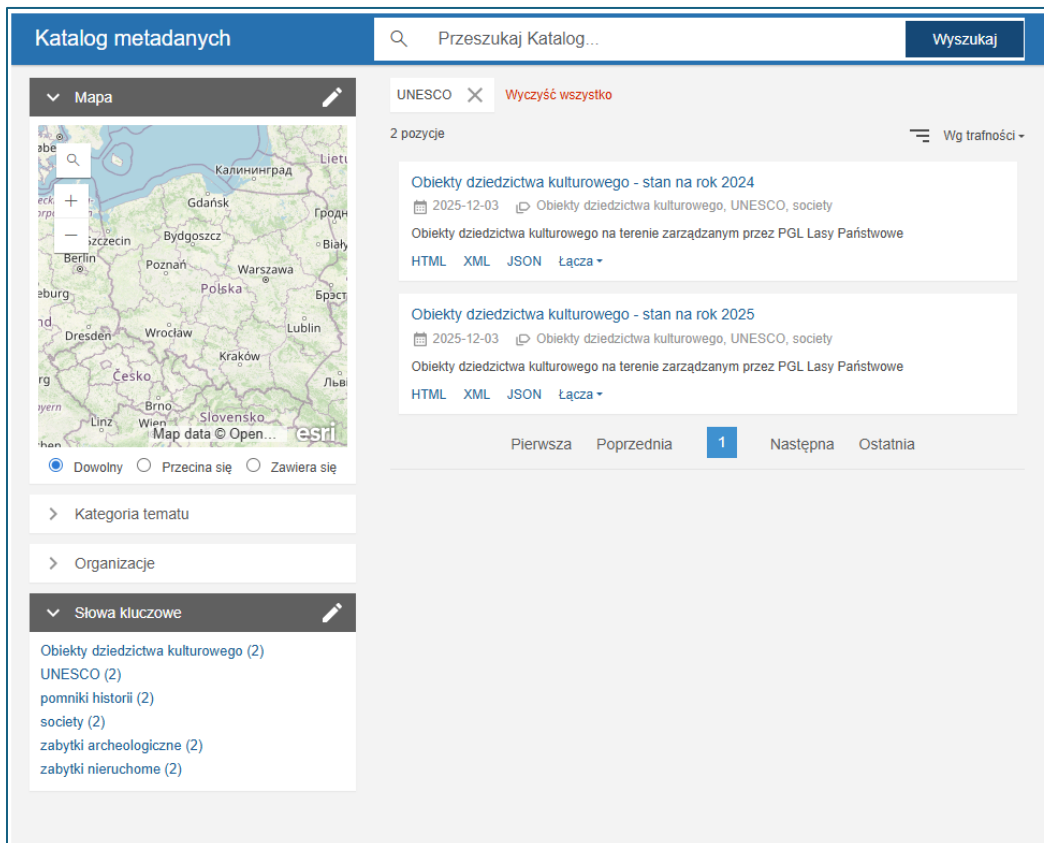 Katalog metadanych
Przeszukaj Katalog...
Wyszukaj
Mapa
Калининград
Lietu
Gdańsk
Гродн
Szczecin
Bydgoszcz
Biały
Berlin
Poznań
Warszawa
Polska
Брэст
eburg
Dresden
Wrocław
Lublin
Kraków
Česko
Льві
rg
ayern
Brno
Linz
Wien
Slovensko
Map data © Open...
esri
Dowolny
Przecina się
Zawiera się
Kategoria tematu
Organizacje
Słowa kluczowe
Obiekty dziedzictwa kulturowego (2)
UNESCO (2)
pomniki historii (2)
society (2)
zabytki archeologiczne (2)
zabytki nieruchome (2)
UNESCO
Wyczyść wszystko
2 pozycje
Wg trafności
Obiekty dziedzictwa kulturowego - stan na rok 2024
2025-12-03 Obiekty dziedzictwa kulturowego, UNESCO, society
Obiekty dziedzictwa kulturowego na terenie zarządzanym przez PGL Lasy Państwowe
HTML XML JSON Łącza
Obiekty dziedzictwa kulturowego - stan na rok 2025
2025-12-03 Obiekty dziedzictwa kulturowego, UNESCO, society
Obiekty dziedzictwa kulturowego na terenie zarządzanym przez PGL Lasy Państwowe
HTML XML JSON Łącza
Pierwsza Poprzednia 1 Następna Ostatnia